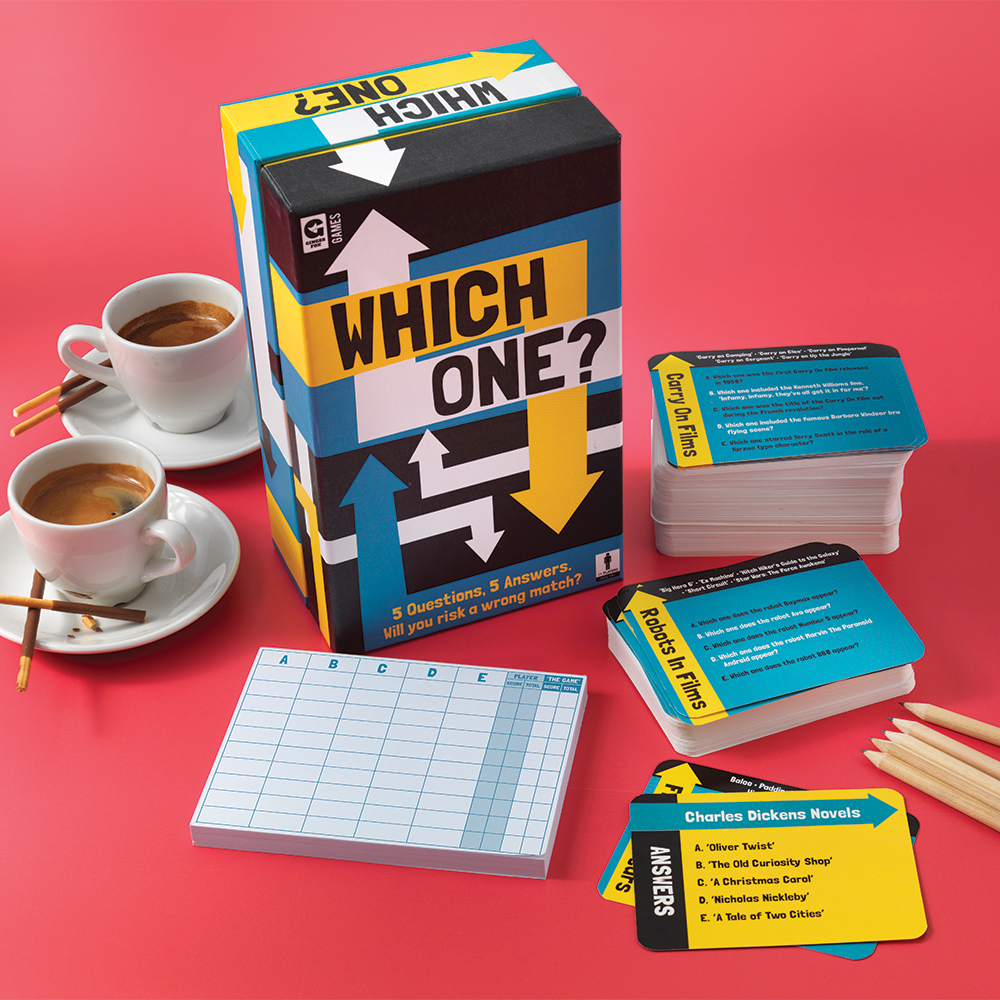 WHICH
ONE?
GINGER
FOX
GAMES
WHICH
ONE?
5 Questions, 5 Answers.
Will you risk a wrong match?
'Carry on Camping' • 'Carry on Cleo' • 'Carry on Pimpernel'
'Carry on Sergeant' • 'Carry on Up the Jungle'
Carry On Films
A. Which one was the first Carry On film released
in 1958?
B. Which one included the Kenneth Williams line,
'Infamy, infamy, they've all got it in for me'?
C. Which one was the title of the Carry On film set
during the French revolution?
D. Which one included the famous Barbara Windsor bra
flying scene?
E. Which one starred Terry Scott in the role of a
Tarzan type character?
'Big Hero 6' • 'Ex Machina' • 'Hitch Hiker's Guide to the Galaxy'
• 'Short Circuit' • 'Star Wars: The Force Awakens'
Robots In Films
A. Which one does the robot Baymax appear?
B. Which one does the robot Ava appear?
C. Which one does the robot Number 5 appear?
D. Which one does the robot Marvin The Paranoid
Android appear?
E. Which one does the robot BB8 appear?
A B C D E PLAYER 'THE GAME'
SCORE TOTAL SCORE TOTAL
Baloo • Paddin
Charles Dickens Novels
ANSWERS
A. 'Oliver Twist'
B. 'The Old Curiosity Shop'
C. 'A Christmas Carol'
D. 'Nicholas Nickleby'
E. 'A Tale of Two Cities'